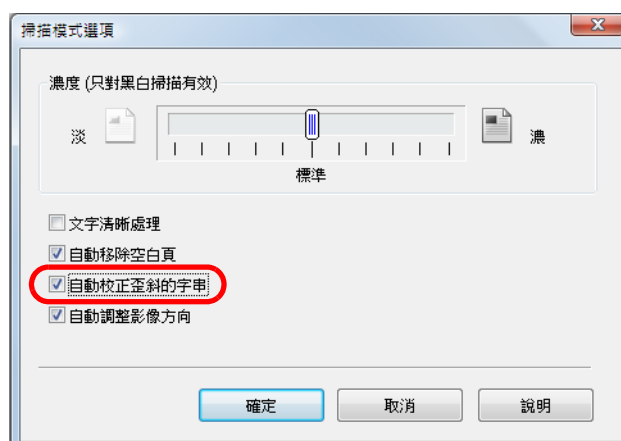 掃描模式選項
濃度 (只對黑白掃描有效)
淡
濃
標準
文字清晰處理
自動移除空白頁
自動校正歪斜的字串
自動調整影像方向
確定
取消
說明